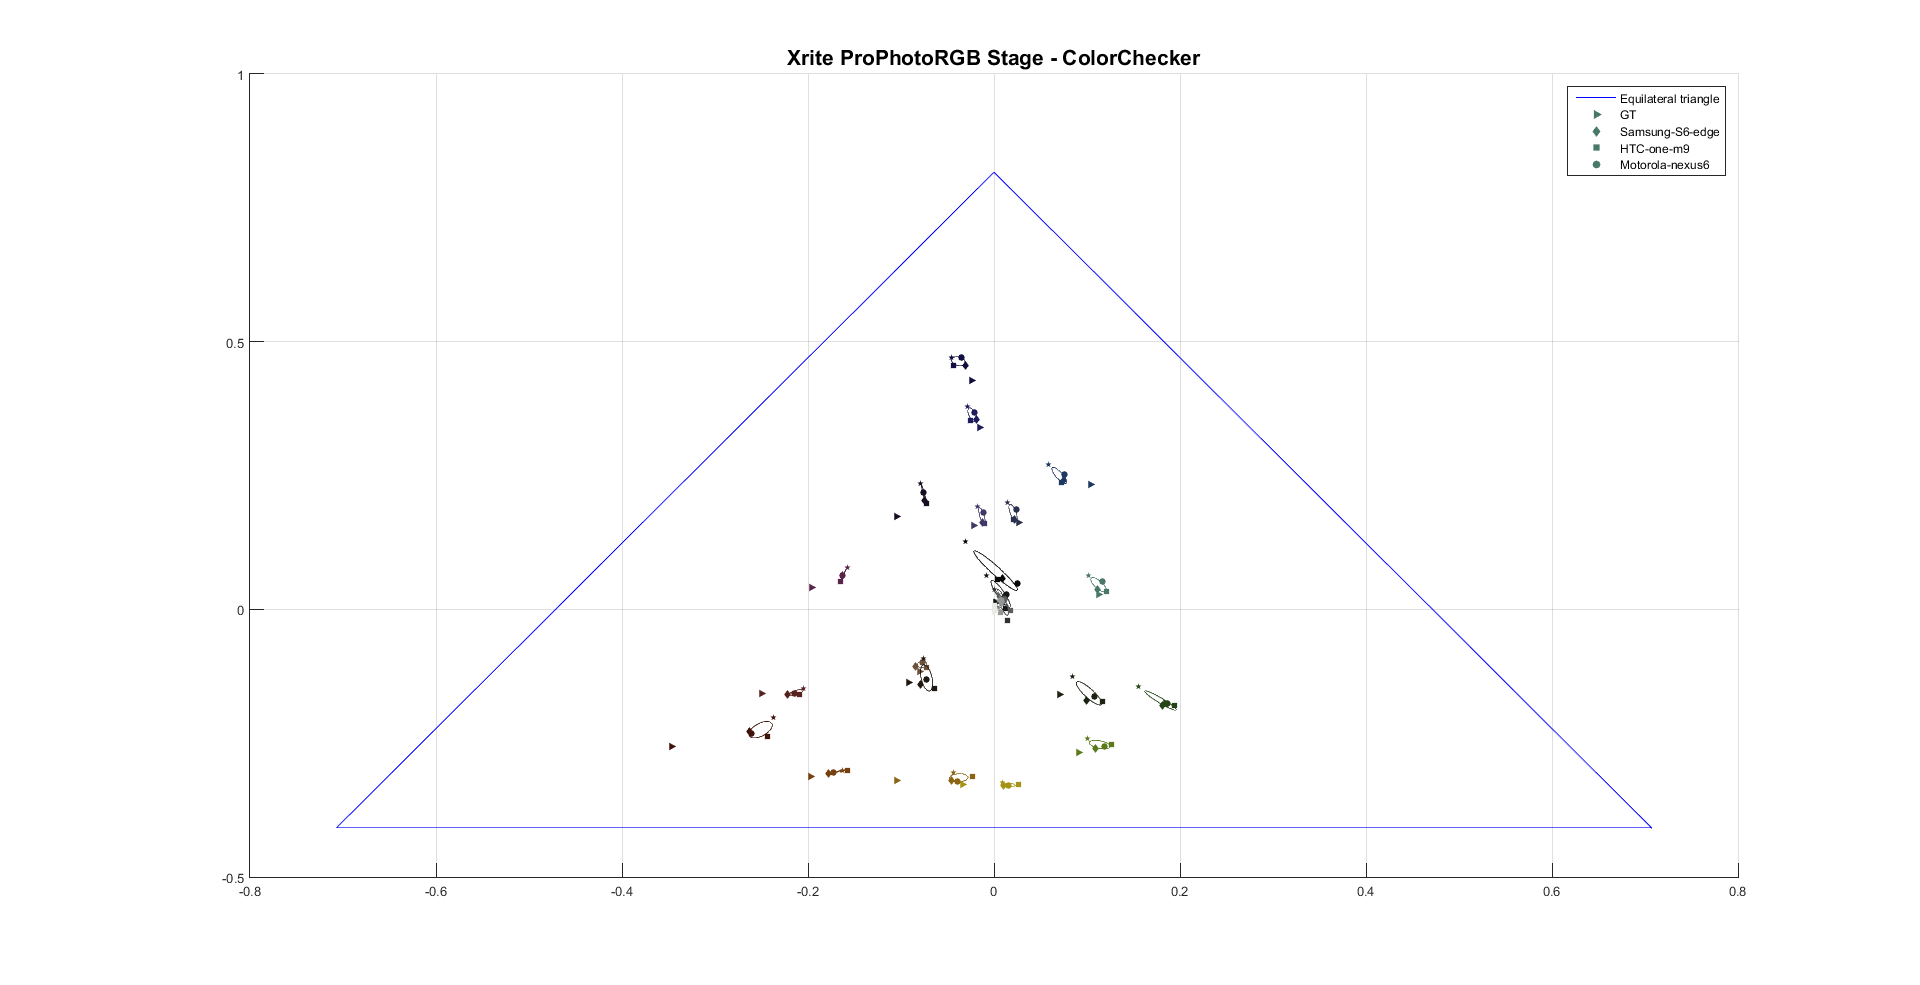 Xrite ProPhotoRGB Stage - ColorChecker
1
0.5
0
-0.5
-0.8
-0.6
-0.4
-0.2
0
0.2
0.4
0.6
0.8
Equilateral triangle
GT
Samsung-S6-edge
HTC-one-m9
Motorola-nexus6